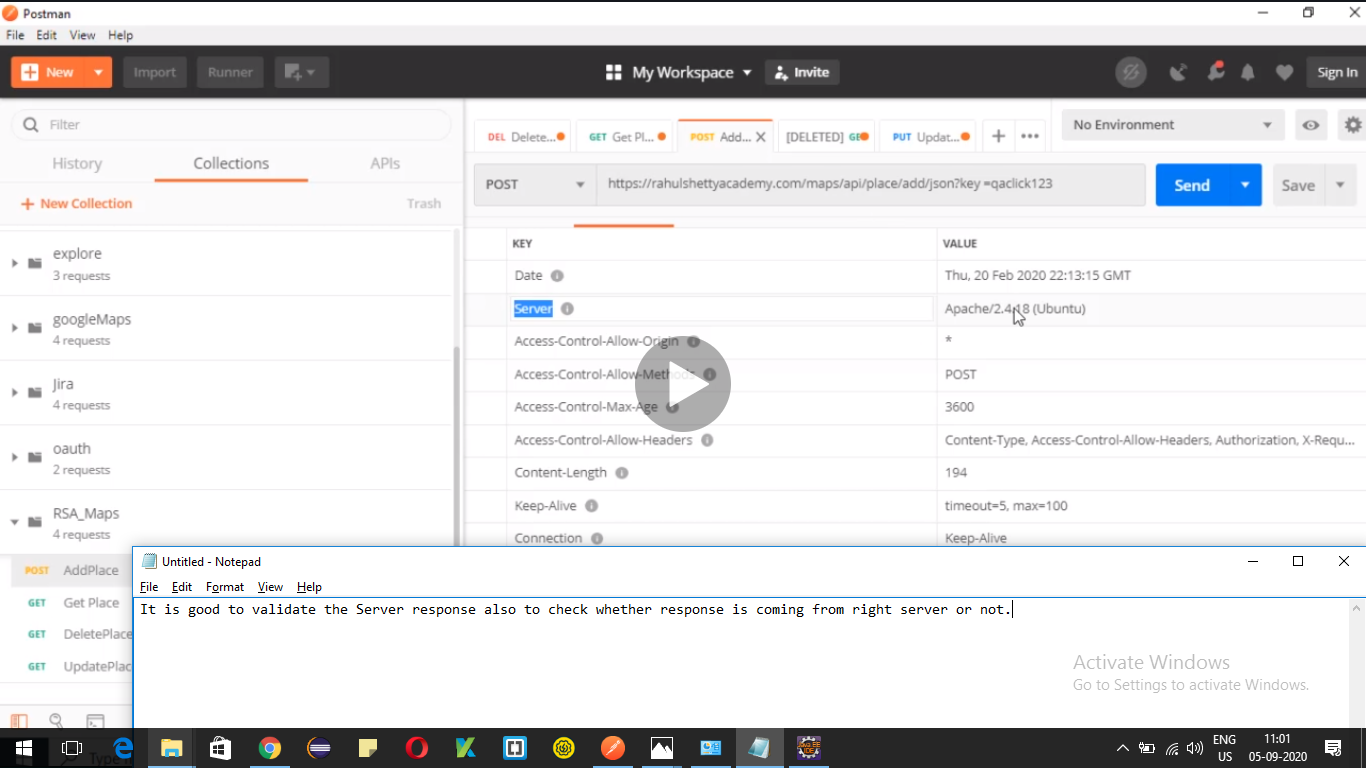 Postman
File Edit View Help
New Import Runner My Workspace Invite Sign In
Filter
History Collections APIs
New Collection Trash
explore
3 requests
googleMaps
4 requests
Jira
4 requests
oauth
2 requests
RSA_Maps
4 requests
POST AddPlace
GET Get Place
GET DeletePlace
GET UpdatePlac
DEL Delete... GET Get Pl... POST Add... [DELETED] GE PUT Updat...
No Environment
POST https://rahulshettyacademy.com/maps/api/place/add/json?key =qaclick123 Send Save
KEY VALUE
Date Thu, 20 Feb 2020 22:13:15 GMT
Server Apache/2.4.18 (Ubuntu)
Access-Control-Allow-Origin *
Access-Control-Allow-Methods POST
Access-Control-Max-Age 3600
Access-Control-Allow-Headers Content-Type, Access-Control-Allow-Headers, Authorization, X-Requ...
Content-Length 194
Keep-Alive timeout=5, max=100
Connection Keep-Alive
Untitled - Notepad
File Edit Format View Help
It is good to validate the Server response also to check whether response is coming from right server or not.
Activate Windows
Go to Settings to activate Windows.
ENG
US
11:01
05-09-2020